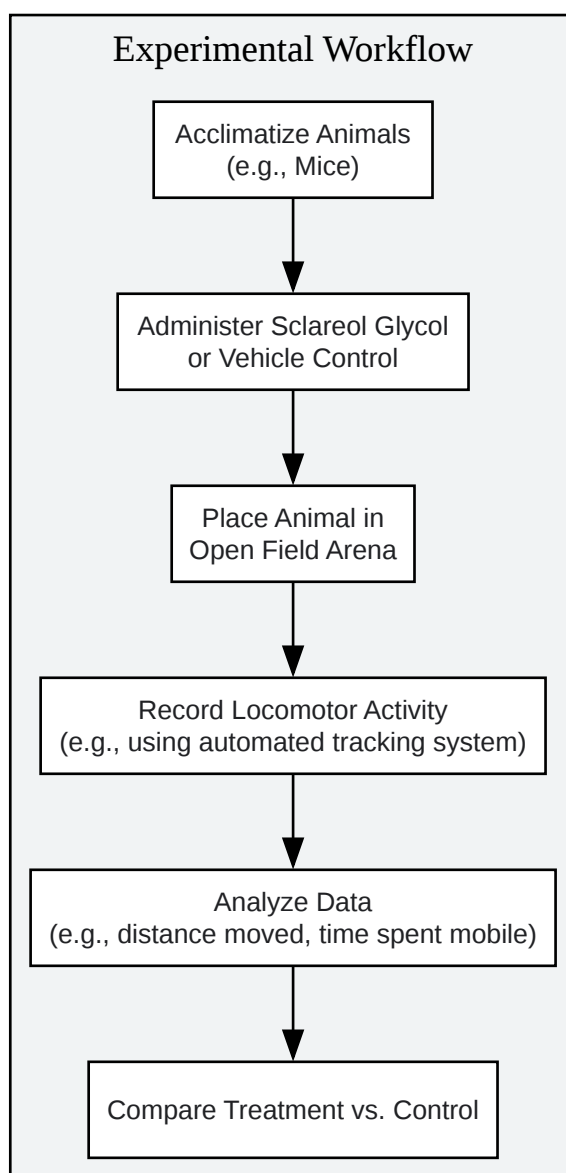 Experimental Workflow
Acclimatize Animals
(e.g., Mice)
Administer Sclareol Glycol
or Vehicle Control
Place Animal in
Open Field Arena
Record Locomotor Activity
(e.g., using automated tracking system)
Analyze Data
(e.g., distance moved, time spent mobile)
Compare Treatment vs. Control